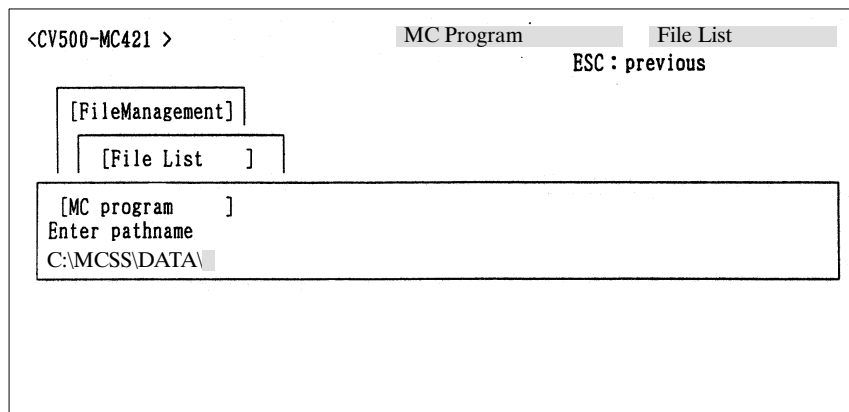 <CV500-MC421 > MC Program File List
ESC：previous
[FileManagement]
[File List ]
[MC program ]
Enter pathname
C:\MCSS\DATA\